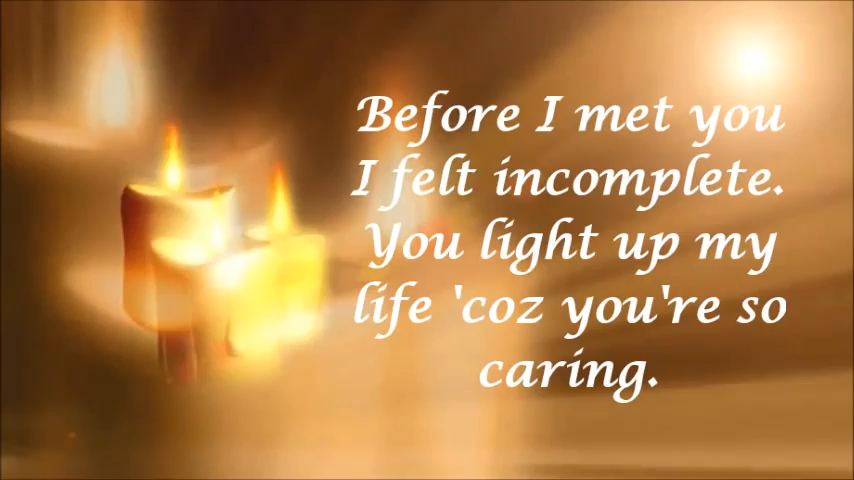 Before I met you
I felt incomplete.
You light up my
life 'coz you're so
caring.